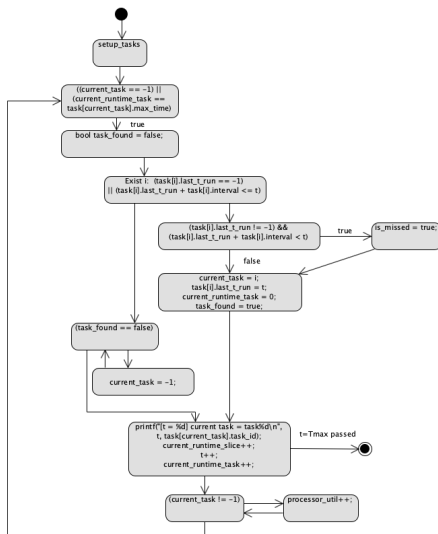 setup_tasks
((current_task == -1) ||
(current_runtime_task ==
task[current_task].max_time)
true
bool task_found = false;
Exist i: (task[i].last_t_run == -1)
|| (task[i].last_t_run + task[i].interval <= t)
(task[i].last_t_run != -1) &&
(task[i].last_t_run + task[i].interval < t)
true
is_missed = true;
false
current_task = i;
task[i].last_t_run = t;
current_runtime_task = 0;
task_found = true;
(task_found == false)
current_task = -1;
printf("[t = %d] current task = task%d\n",
t, task[current_task].task_id);
current_runtime_slice++;
t++;
current_runtime_task++;
t=Tmax passed
(current_task != -1)
processor_util++;